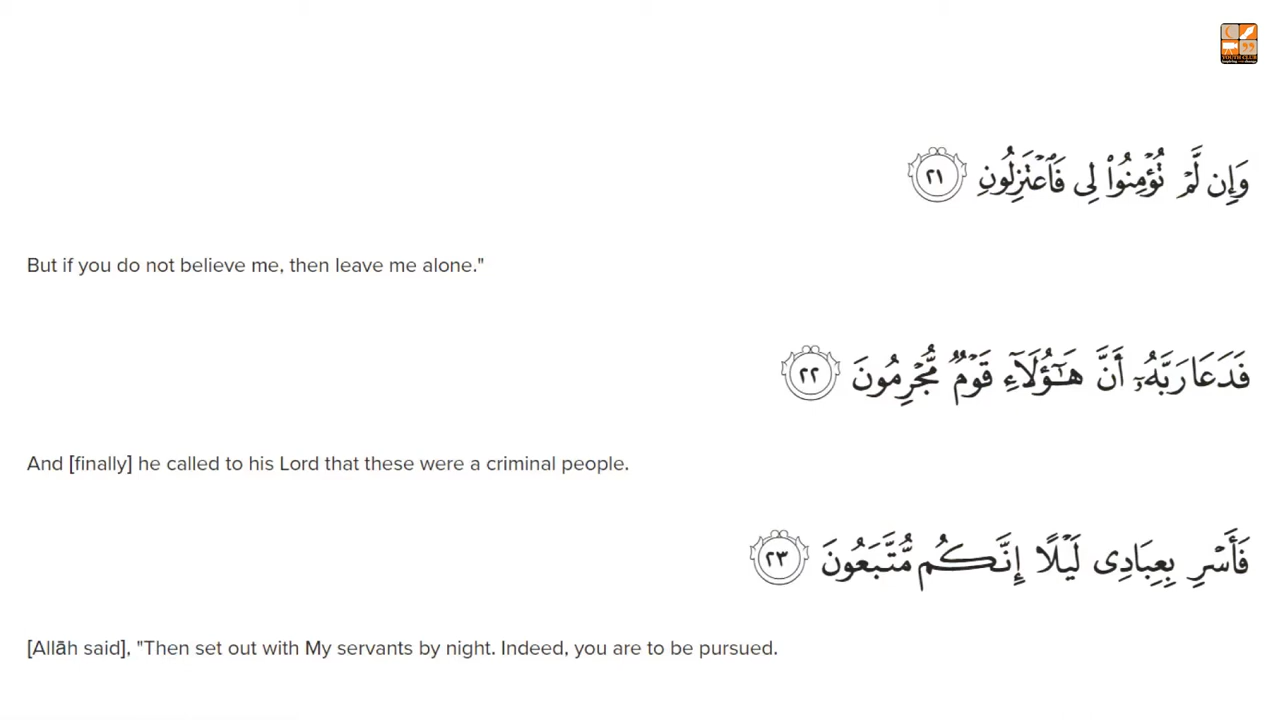 YOUTH CLUB
وَإِن لَّمْ تُؤْمِنُوا۟ لِى فَٱعْتَزِلُونِ ٢١
But if you do not believe me, then leave me alone."
فَدَعَا رَبَّهُۥٓ أَنَّ هَـٰٓؤُلَآءِ قَوْمٌ مُّجْرِمُونَ ٢٢
And [finally] he called to his Lord that these were a criminal people.
فَأَسْرِ بِعِبَادِى لَيْلًا إِنَّكُم مُّتَّبَعُونَ ٢٣
[Allāh said], "Then set out with My servants by night. Indeed, you are to be pursued.